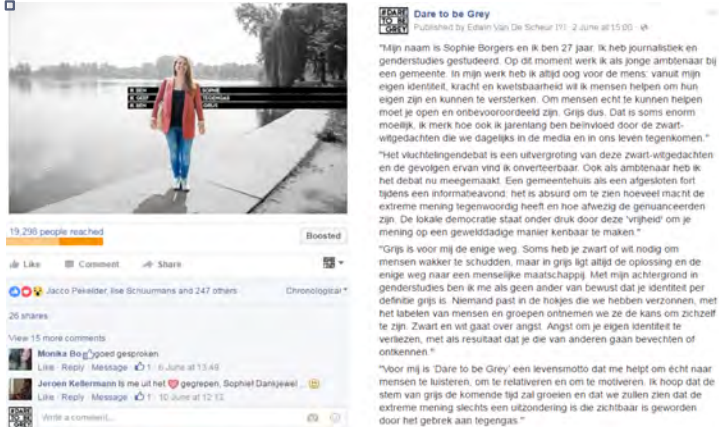 IK BEN SOPHIE
IK GEEF TEGENGAS
IK BEN GRIJS
19,298 people reached
Boosted
Like Comment Share
Jacco Pekelder, Ilse Schuurmans and 247 others
Chronological
26 shares
View 15 more comments
Monika Bog goed gesproken
Like · Reply · Message · 1 · 6 June at 13:49
Jeroen Kellermann Is me uit het gegrepen, Sophie! Dankjewel ...
Like · Reply · Message · 1 · 10 June at 12:12
Write a comment...
#DARE
TO BE
GREY
Dare to be Grey
Published by Edwin Van De Scheur [?] · 2 June at 15:00
"Mijn naam is Sophie Borgers en ik ben 27 jaar. Ik heb journalistiek en
genderstudies gestudeerd. Op dit moment werk ik als jonge ambtenaar bij
een gemeente. In mijn werk heb ik altijd oog voor de mens: vanuit mijn
eigen identiteit, kracht en kwetsbaarheid wil ik mensen helpen om hun
eigen zijn en kunnen te versterken. Om mensen echt te kunnen helpen
moet je open en onbevooroordeeld zijn. Grijs dus. Dat is soms enorm
moeilijk, ik merk hoe ook ik jarenlang ben beïnvloed door de zwart-
witgedachten die we dagelijks in de media en in ons leven tegenkomen."
"Het vluchtelingendebat is een uitvergroting van deze zwart-witgedachten
en de gevolgen ervan vind ik onverteerbaar. Ook als ambtenaar heb ik
het debat nu meegemaakt. Een gemeentehuis als een afgesloten fort
tijdens een informatieavond: het is absurd om te zien hoeveel macht de
extreme mening tegenwoordig heeft en hoe afwezig de genuanceerden
zijn. De lokale democratie staat onder druk door deze 'vrijheid' om je
mening op een gewelddadige manier kenbaar te maken."
"Grijs is voor mij de enige weg. Soms heb je zwart of wit nodig om
mensen wakker te schudden, maar in grijs ligt altijd de oplossing en de
enige weg naar een menselijke maatschappij. Met mijn achtergrond in
genderstudies ben ik me als geen ander van bewust dat je identiteit per
definitie grijs is. Niemand past in de hokjes die we hebben verzonnen, met
het labelen van mensen en groepen ontnemen we ze de kans om zichzelf
te zijn. Zwart en wit gaat over angst. Angst om je eigen identiteit te
verliezen, met als resultaat dat je die van anderen gaan bevechten of
ontkennen."
"Voor mij is 'Dare to be Grey' een levensmotto dat me helpt om écht naar
mensen te luisteren, om te relativeren en om te motiveren. Ik hoop dat de
stem van grijs de komende tijd zal groeien en dat we zullen zien dat de
extreme mening slechts een uitzondering is die zichtbaar is geworden
door het gebrek aan tegengas."